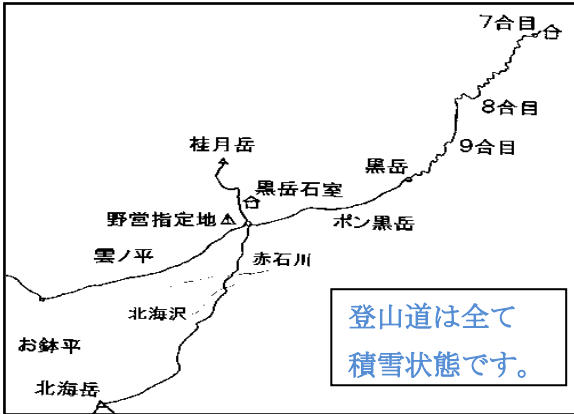 7合目
8合目
9合目
桂月岳
黒岳
黒岳石室
野営指定地
ポン黒岳
雲ノ平
赤石川
北海沢
お鉢平
北海岳
登山道は全て
積雪状態です。